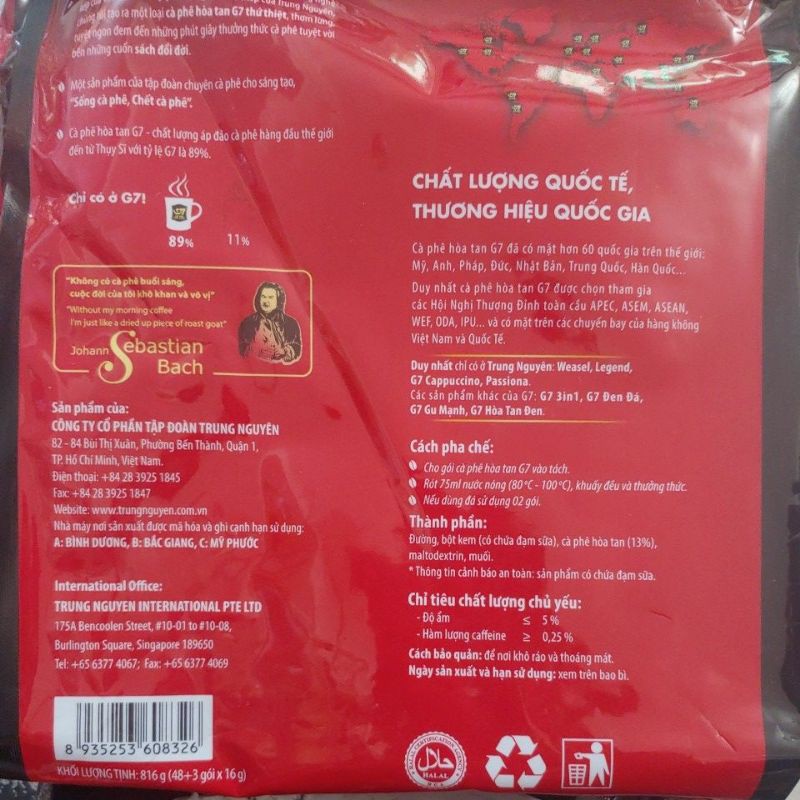 của Trung Nguyên,
chúng tôi tạo ra một loại cà phê hòa tan G7 thứ thiệt, thơm lừng,
tuyệt ngon đem đến những phút giây thưởng thức cà phê tuyệt vời
bên những cuốn sách đổi đời.
Một sản phẩm của tập đoàn chuyên cà phê cho sáng tạo,
"Sống cà phê, Chết cà phê".
Cà phê hòa tan G7 - chất lượng áp đảo cà phê hàng đầu thế giới
đến từ Thụy Sĩ với tỷ lệ G7 là 89%.
Chỉ có ở G7!
G7
89%
11%
"Không có cà phê buổi sáng,
cuộc đời của tôi khô khan và vô vị"
"Without my morning coffee
I'm just like a dried up piece of roast goat"
Johann Sebastian
Bach
Sản phẩm của:
CÔNG TY CỔ PHẦN TẬP ĐOÀN TRUNG NGUYÊN
82 - 84 Bùi Thị Xuân, Phường Bến Thành, Quận 1,
TP. Hồ Chí Minh, Việt Nam.
Điện thoại: +84 28 3925 1845
Fax: +84 28 3925 1847
Website: www.trungnguyen.com.vn
Nhà máy nơi sản xuất được mã hóa và ghi cạnh hạn sử dụng:
A: BÌNH DƯƠNG, B: BẮC GIANG, C: MỸ PHƯỚC
International Office:
TRUNG NGUYEN INTERNATIONAL PTE LTD
175A Bencoolen Street, #10-01 to #10-08,
Burlington Square, Singapore 189650
Tel: +65 6377 4067; Fax: +65 6377 4069
8 935253 608326
KHỐI LƯỢNG TỊNH: 816 g (48+3 gói x 16 g)
CHẤT LƯỢNG QUỐC TẾ,
THƯƠNG HIỆU QUỐC GIA
Cà phê hòa tan G7 đã có mặt hơn 60 quốc gia trên thế giới:
Mỹ, Anh, Pháp, Đức, Nhật Bản, Trung Quốc, Hàn Quốc...
Duy nhất cà phê hòa tan G7 được chọn tham gia
các Hội Nghị Thượng Đỉnh toàn cầu APEC, ASEM, ASEAN,
WEF, ODA, IPU... và có mặt trên các chuyến bay của hàng không
Việt Nam và Quốc Tế.
Duy nhất chỉ có ở Trung Nguyên: Weasel, Legend,
G7 Cappuccino, Passiona.
Các sản phẩm khác của G7: G7 3in1, G7 Đen Đá,
G7 Gu Mạnh, G7 Hòa Tan Đen.
Cách pha chế:
Cho gói cà phê hòa tan G7 vào tách.
Rót 75ml nước nóng (80°C - 100°C), khuấy đều và thưởng thức.
Nếu dùng đá sử dụng 02 gói.
Thành phần:
Đường, bột kem (có chứa đạm sữa), cà phê hòa tan (13%),
maltodextrin, muối.
* Thông tin cảnh báo an toàn: sản phẩm có chứa đạm sữa.
Chỉ tiêu chất lượng chủ yếu:
- Độ ẩm ≤ 5 %
- Hàm lượng caffeine ≥ 0,25 %
Cách bảo quản: để nơi khô ráo và thoáng mát.
Ngày sản xuất và hạn sử dụng: xem trên bao bì.
HALAL CERTIFICATION AGENCY
حلال
HALAL
HCA